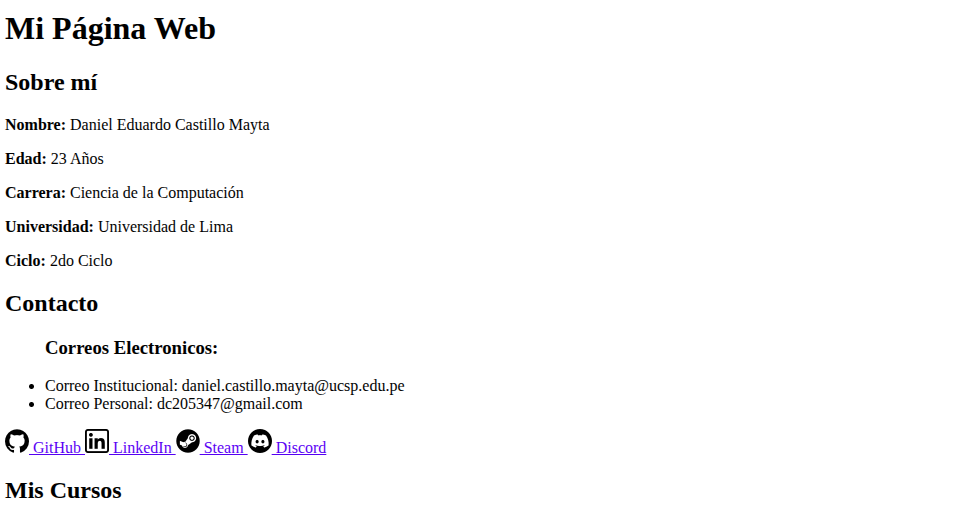 Mi Página Web
Sobre mí
Nombre: Daniel Eduardo Castillo Mayta
Edad: 23 Años
Carrera: Ciencia de la Computación
Universidad: Universidad de Lima
Ciclo: 2do Ciclo
Contacto
Correos Electronicos:
Correo Institucional: daniel.castillo.mayta@ucsp.edu.pe
Correo Personal: dc205347@gmail.com
GitHub LinkedIn Steam Discord
Mis Cursos